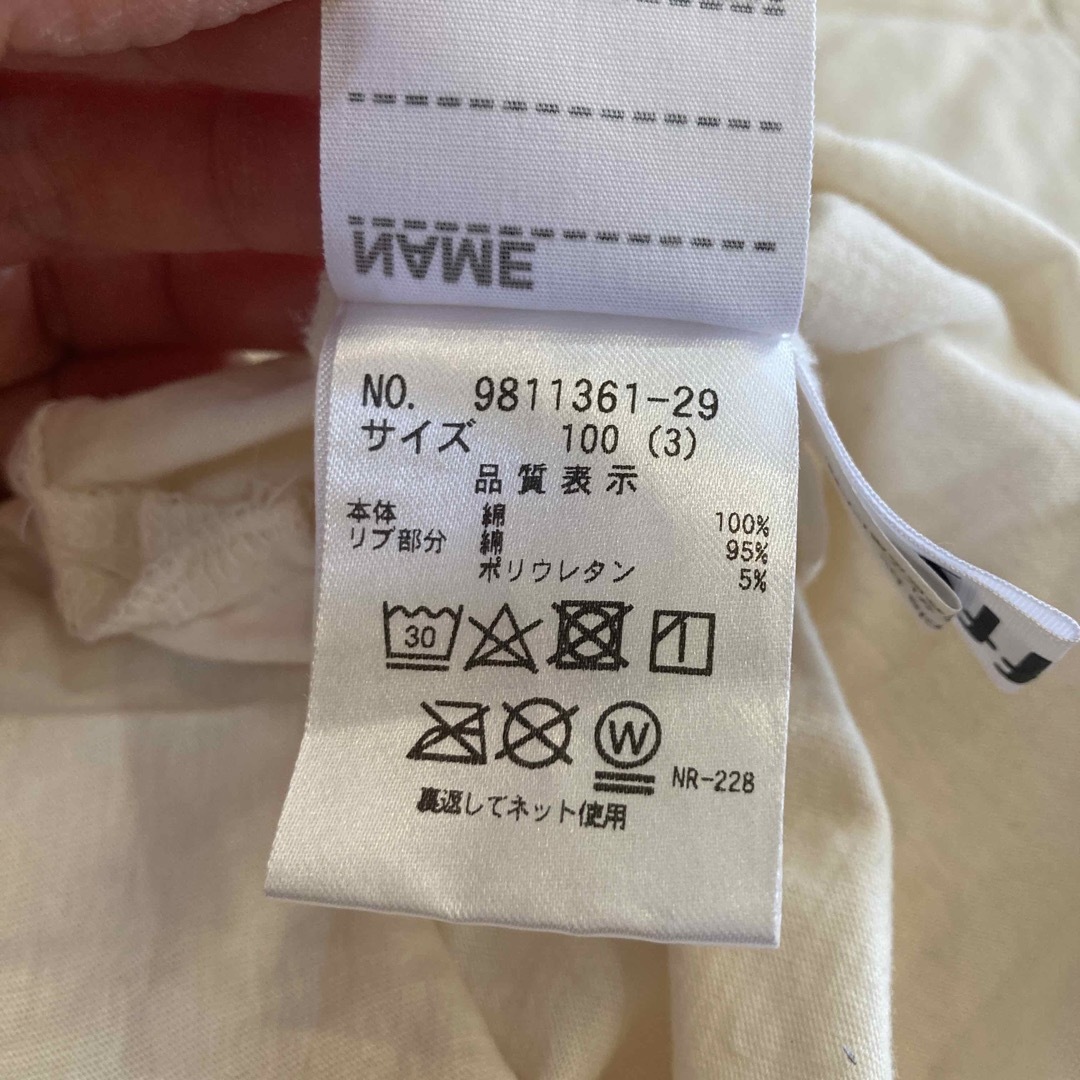 NAME
NO. 9811361-29
サイズ 100 (3)
品質表示
本体 綿 100%
リブ部分 綿 95%
ポリウレタン 5%
30
W
NR-228
裏返してネット使用